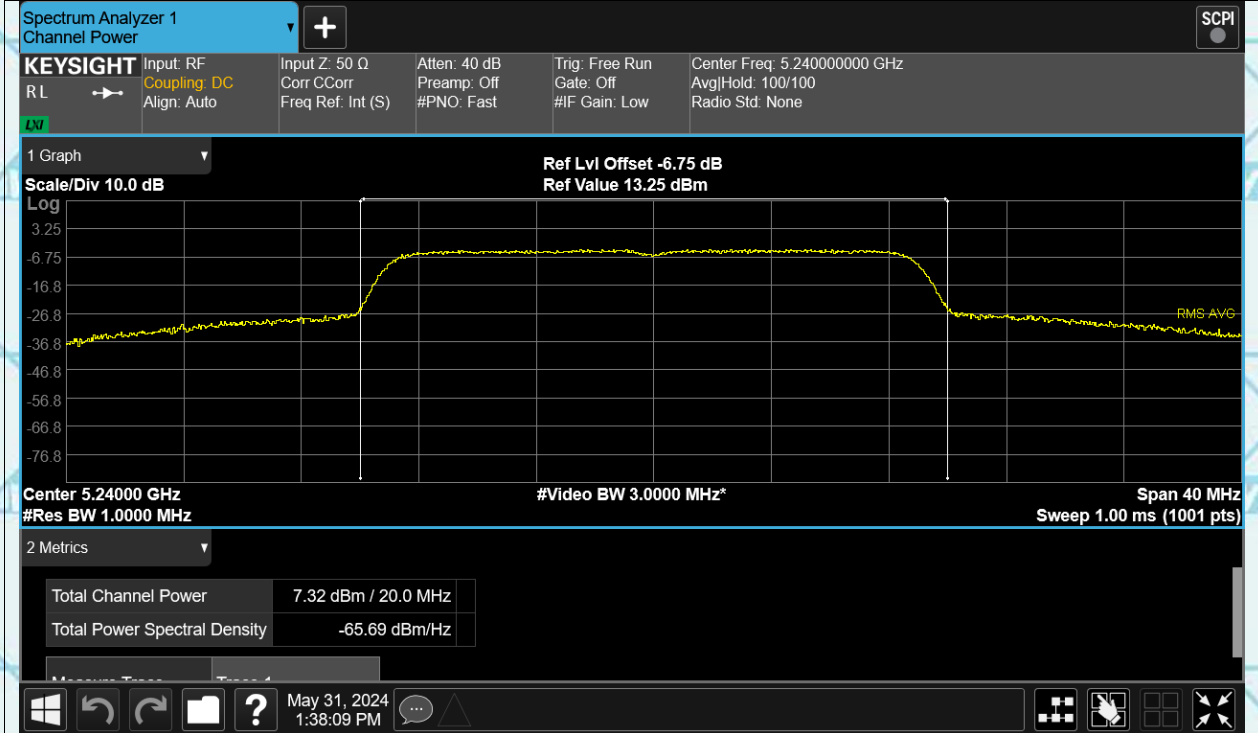 Spectrum Analyzer 1
Channel Power
SCPI
KEYSIGHT
R L
LXI
Input: RF
Coupling: DC
Align: Auto
Input Z: 50 Ω
Corr CCorr
Freq Ref: Int (S)
Atten: 40 dB
Preamp: Off
#PNO: Fast
Trig: Free Run
Gate: Off
#IF Gain: Low
Center Freq: 5.240000000 GHz
Avg|Hold: 100/100
Radio Std: None
1 Graph
Scale/Div 10.0 dB
Ref Lvl Offset -6.75 dB
Ref Value 13.25 dBm
Log
3.25
-6.75
-16.8
-26.8
-36.8
-46.8
-56.8
-66.8
-76.8
RMS AVG
Center 5.24000 GHz
#Res BW 1.0000 MHz
#Video BW 3.0000 MHz*
Span 40 MHz
Sweep 1.00 ms (1001 pts)
2 Metrics
Total Channel Power 7.32 dBm / 20.0 MHz
Total Power Spectral Density -65.69 dBm/Hz
Measure Trace Trace 1
?
May 31, 2024
1:38:09 PM